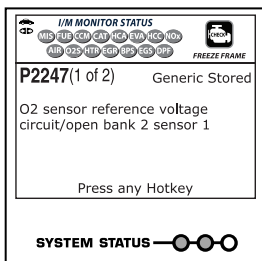 I/M MONITOR STATUS
MIS FUE CCM CAT HCA EVA HCC NOx
AIR O2S HTR EGR BPS EGS DPF
CHECK
FREEZE FRAME
P2247(1 of 2) Generic Stored
O2 sensor reference voltage
circuit/open bank 2 sensor 1
Press any Hotkey
SYSTEM STATUS